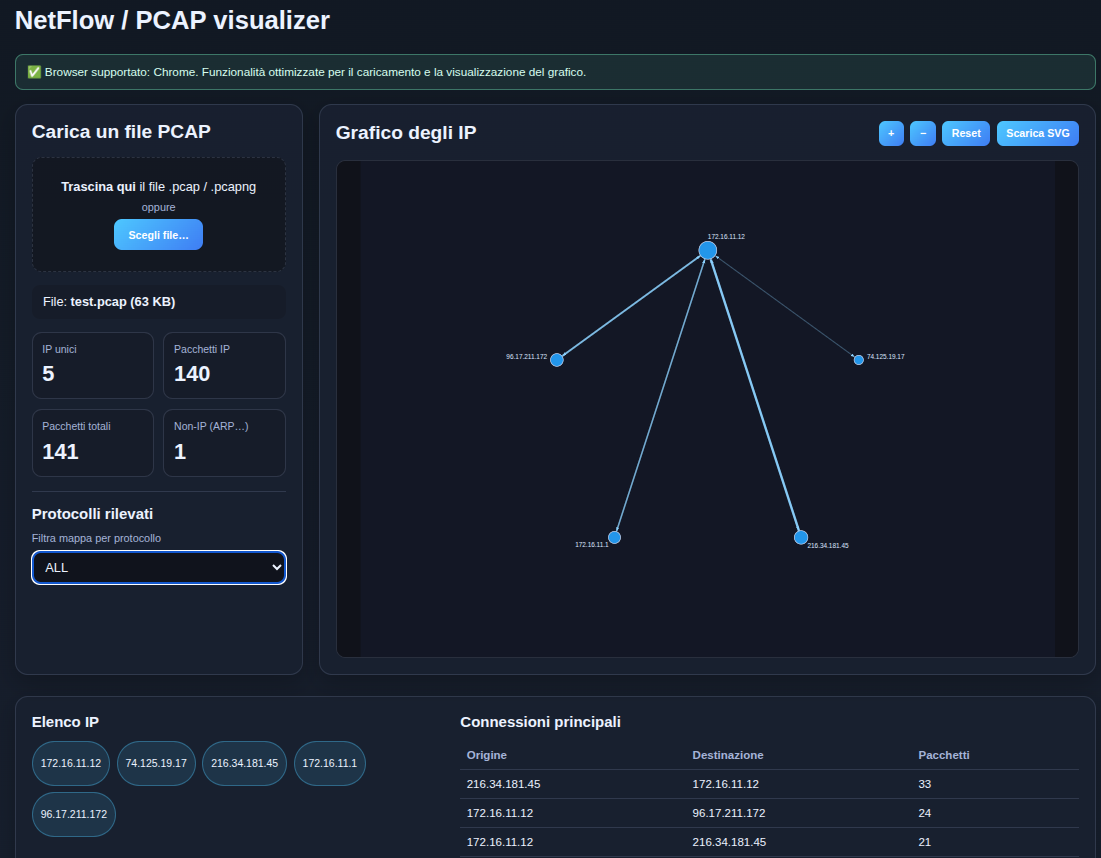 NetFlow / PCAP visualizer
✅ Browser supportato: Chrome. Funzionalità ottimizzate per il caricamento e la visualizzazione del grafico.
Carica un file PCAP
Trascina qui il file .pcap / .pcapng
oppure
Scegli file…
File: test.pcap (63 KB)
IP unici
5
Pacchetti IP
140
Pacchetti totali
141
Non-IP (ARP…)
1
Protocolli rilevati
Filtra mappa per protocollo
ALL
Grafico degli IP
+
−
Reset
Scarica SVG
172.16.11.12
96.17.211.172
74.125.19.17
172.16.11.1
216.34.181.45
Elenco IP
172.16.11.12
74.125.19.17
216.34.181.45
172.16.11.1
96.17.211.172
Connessioni principali
Origine Destinazione Pacchetti
216.34.181.45 172.16.11.12 33
172.16.11.12 96.17.211.172 24
172.16.11.12 216.34.181.45 21